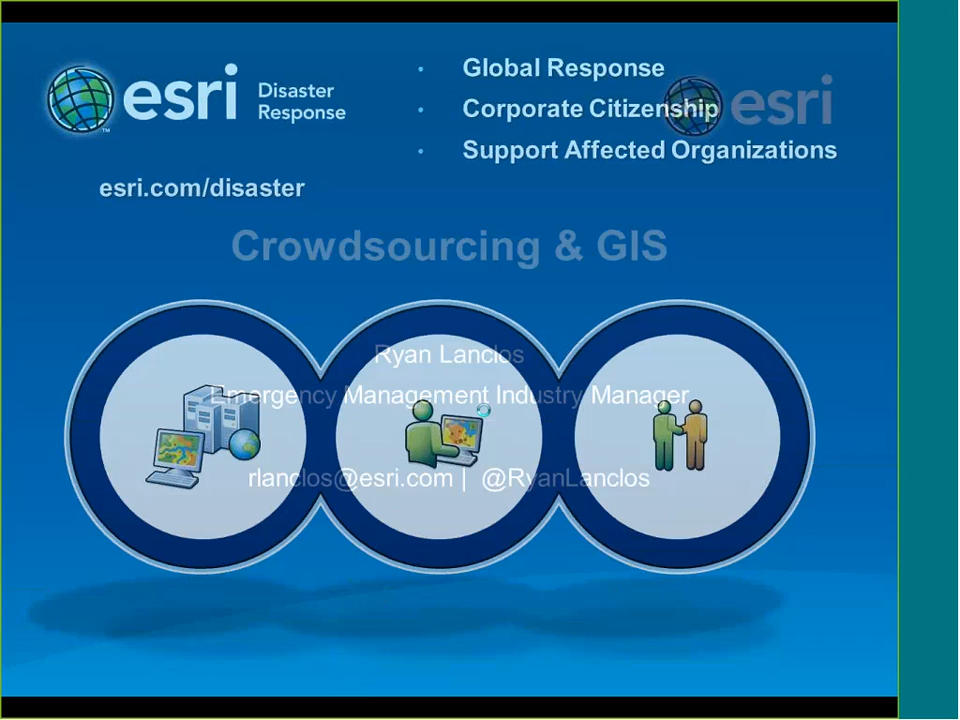 esri Disaster Response
™
esri.com/disaster
• Global Response
• Corporate Citizenship
• Support Affected Organizations
esri
Crowdsourcing & GIS
Ryan Lanclos
Emergency Management Industry Manager
rlanclos@esri.com | @RyanLanclos